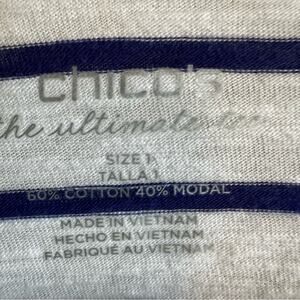 chico's
the ultimate tee
SIZE 1
TALLA 1
60% COTTON 40% MODAL
MADE IN VIETNAM
HECHO EN VIETNAM
FABRIQUÉ AU VIETNAM